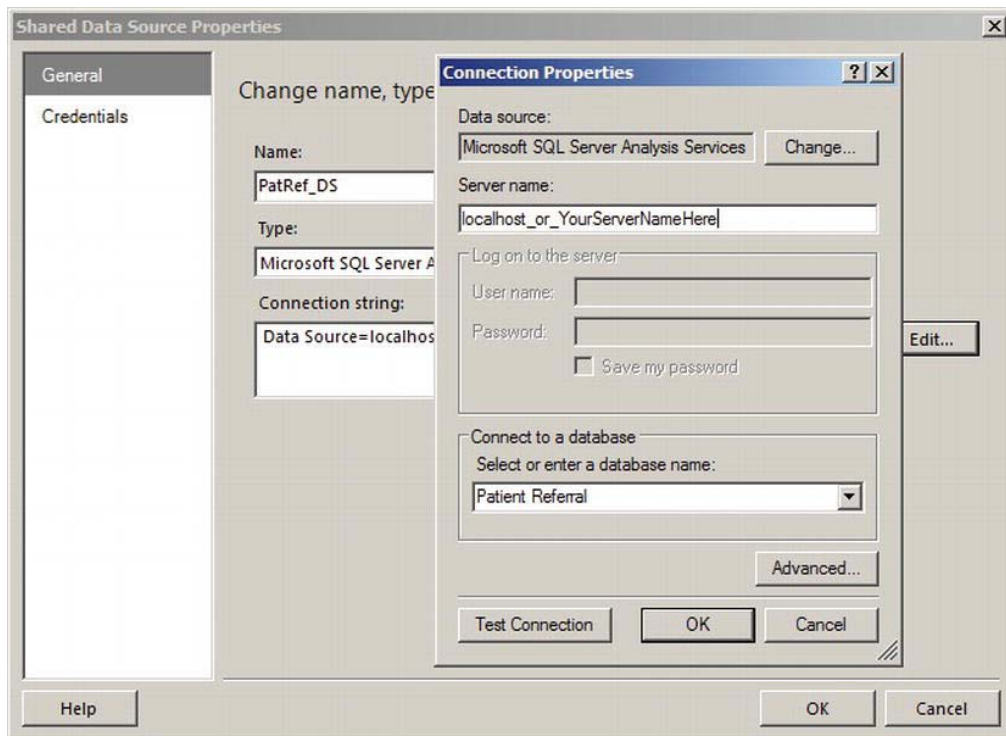 Shared Data Source Properties
General
Credentials
Change name, type
Name:
PatRef_DS
Type:
Microsoft SQL Server A
Connection string:
Data Source=localhos
Edit...
Connection Properties
Data source:
Microsoft SQL Server Analysis Services
Change...
Server name:
localhost_or_YourServerNameHere
Log on to the server
User name:
Password:
Save my password
Connect to a database
Select or enter a database name:
Patient Referral
Advanced...
Test Connection
OK
Cancel
Help
OK
Cancel